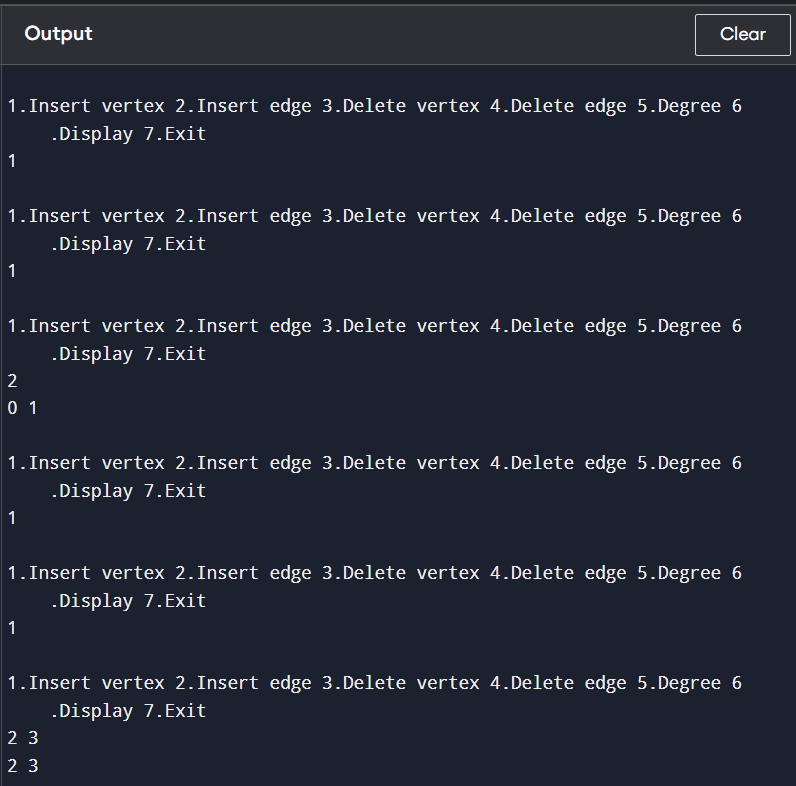 Output
Clear
1.Insert vertex 2.Insert edge 3.Delete vertex 4.Delete edge 5.Degree 6
.Display 7.Exit
1
1.Insert vertex 2.Insert edge 3.Delete vertex 4.Delete edge 5.Degree 6
.Display 7.Exit
1
1.Insert vertex 2.Insert edge 3.Delete vertex 4.Delete edge 5.Degree 6
.Display 7.Exit
2
0 1
1.Insert vertex 2.Insert edge 3.Delete vertex 4.Delete edge 5.Degree 6
.Display 7.Exit
1
1.Insert vertex 2.Insert edge 3.Delete vertex 4.Delete edge 5.Degree 6
.Display 7.Exit
1
1.Insert vertex 2.Insert edge 3.Delete vertex 4.Delete edge 5.Degree 6
.Display 7.Exit
2 3
2 3